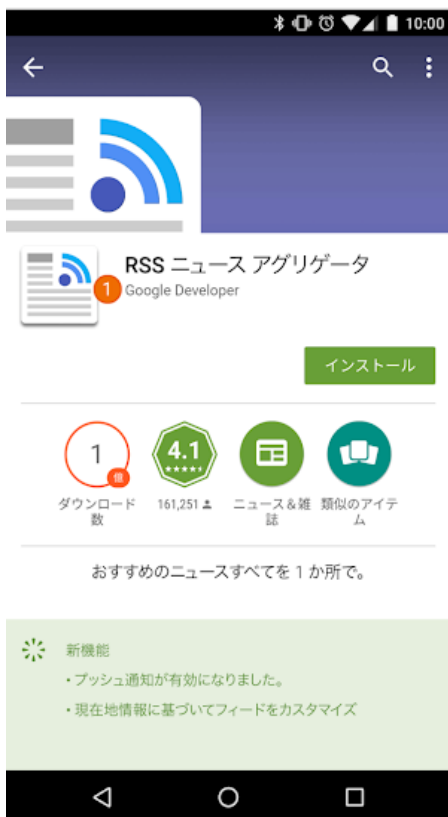 10:00
RSS ニュース アグリゲータ
1
Google Developer
インストール
1
億
ダウンロード
数
4.1
161,251
ニュース＆雑
誌
類似のアイテ
ム
おすすめのニュースすべてを 1 か所で。
新機能
・プッシュ通知が有効になりました。
・現在地情報に基づいてフィードをカスタマイズ